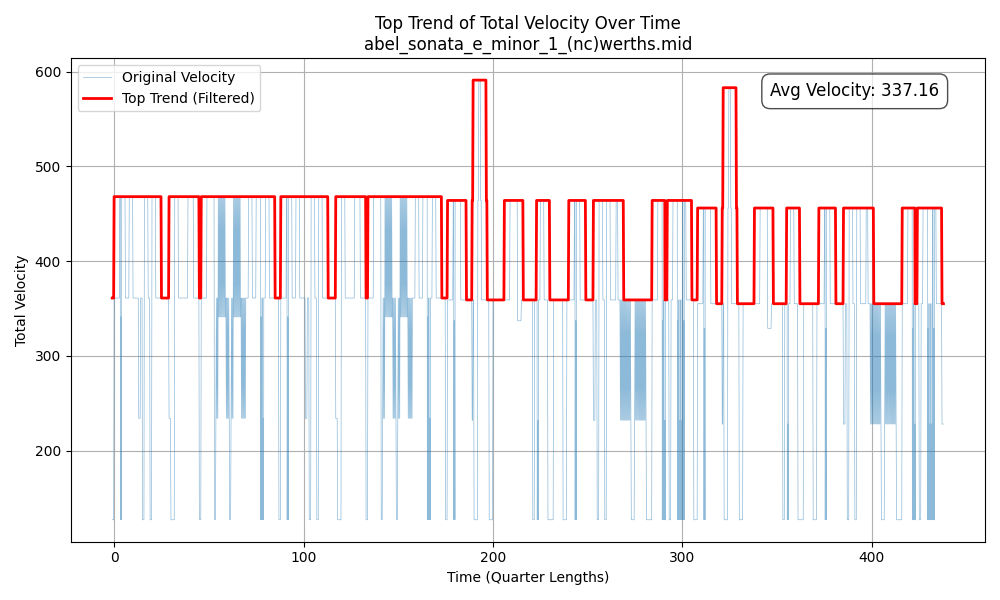 Top Trend of Total Velocity Over Time
abel_sonata_e_minor_1_(nc)werths.mid
Original Velocity
Top Trend (Filtered)
Avg Velocity: 337.16
Total Velocity
600
500
400
300
200
0 100 200 300 400
Time (Quarter Lengths)